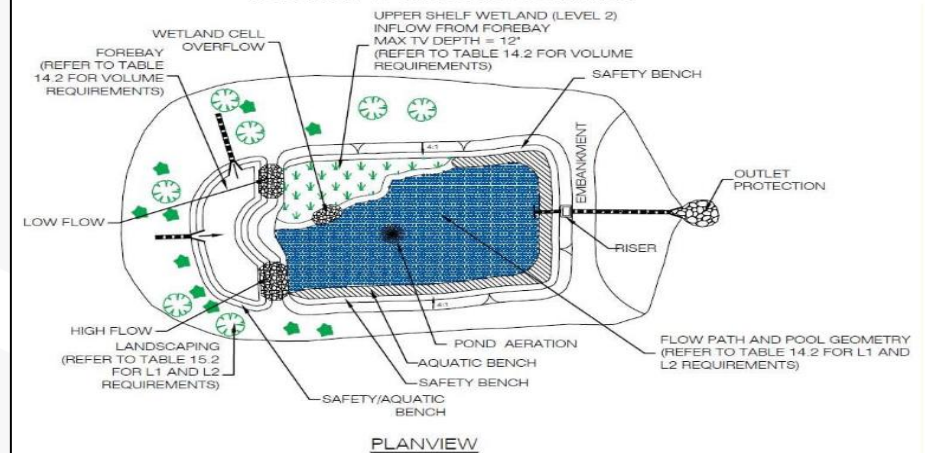 UPPER SHELF WETLAND (LEVEL 2)
INFLOW FROM FOREBAY
MAX TV DEPTH = 12"
(REFER TO TABLE 14.2 FOR VOLUME
REQUIREMENTS)
WETLAND CELL
OVERFLOW
FOREBAY
(REFER TO TABLE
14.2 FOR VOLUME
REQUIREMENTS)
SAFETY BENCH
4:1
EMBANKMENT
OUTLET
PROTECTION
LOW FLOW
RISER
4:1
HIGH FLOW
LANDSCAPING
(REFER TO TABLE 15.2
FOR L1 AND L2
REQUIREMENTS)
POND AERATION
AQUATIC BENCH
SAFETY BENCH
SAFETY/AQUATIC
BENCH
FLOW PATH AND POOL GEOMETRY
(REFER TO TABLE 14.2 FOR L1 AND
L2 REQUIREMENTS)
PLANVIEW